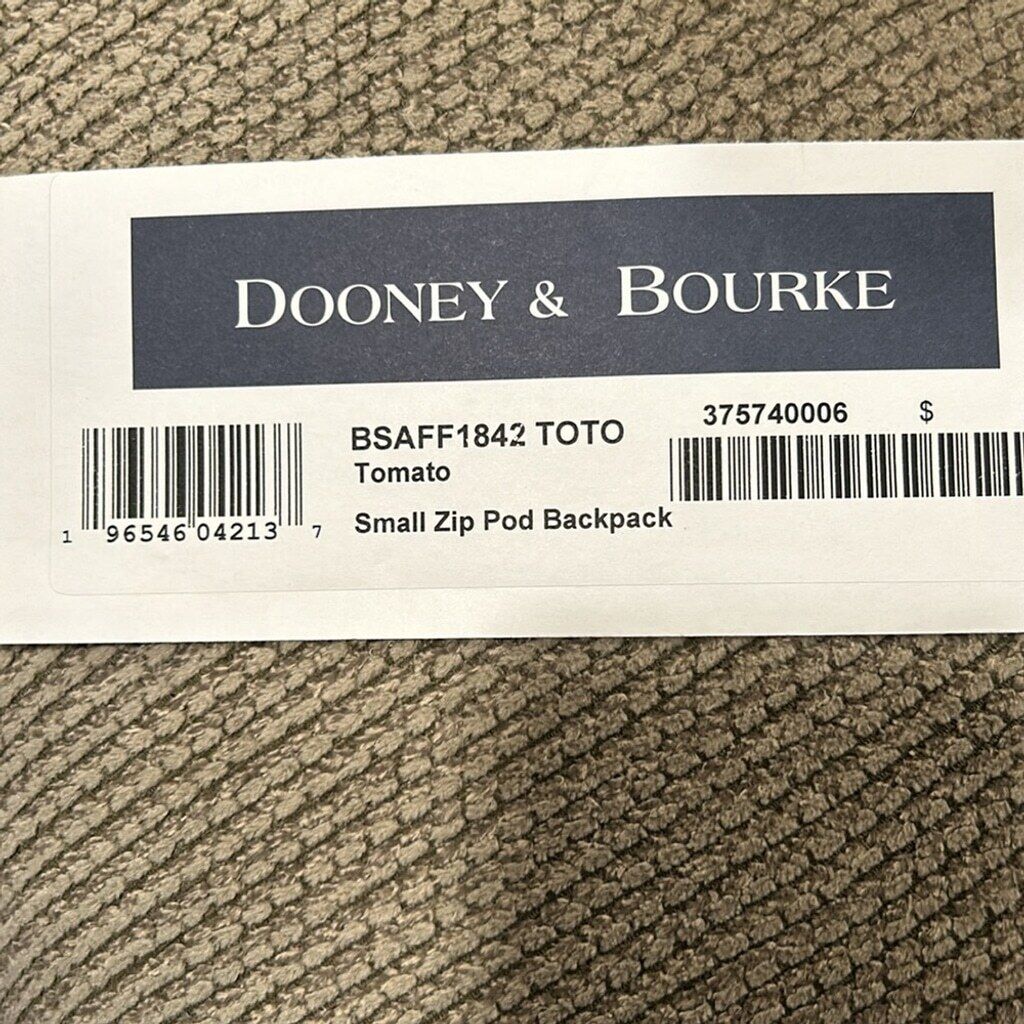 DOONEY & BOURKE
375740006 $
BSAFF1842 TOTO
Tomato
Small Zip Pod Backpack
1 96546 04213 7